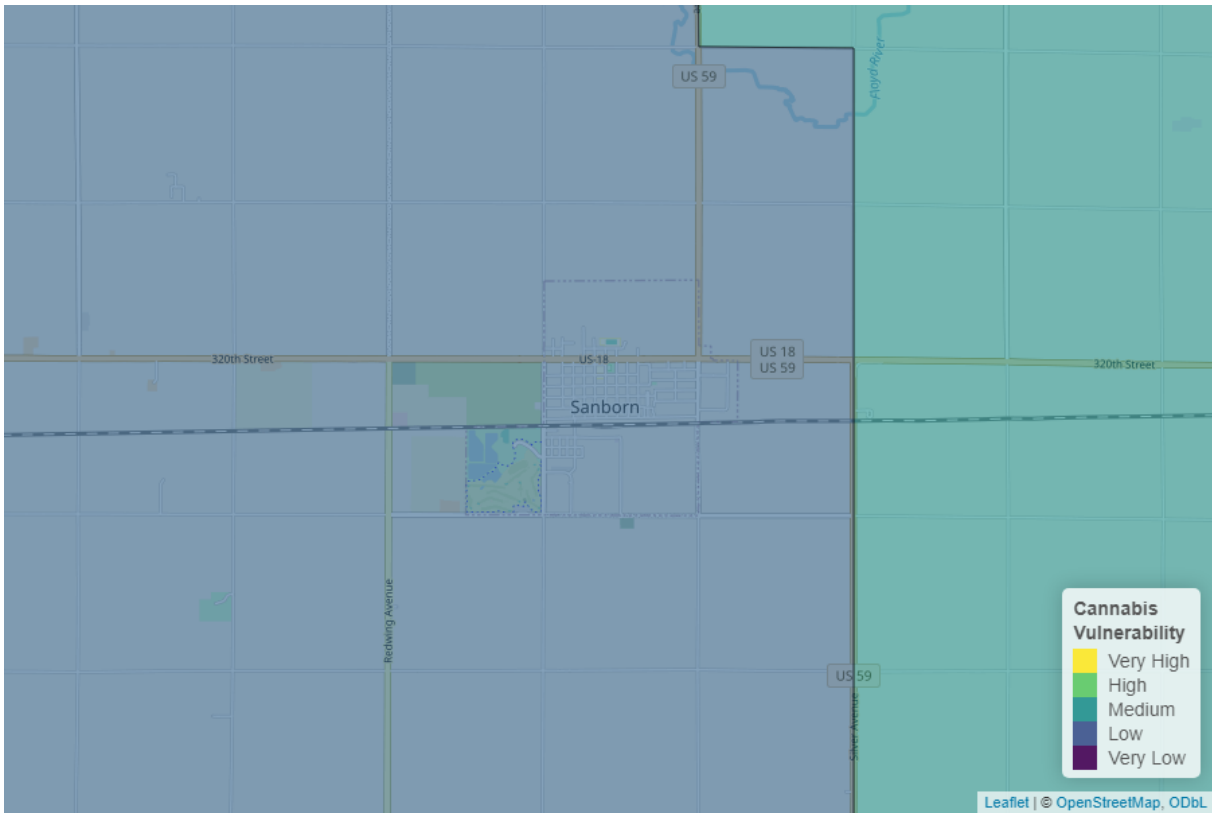 US 59
Floyd River
320th Street
US 18
US 18
US 59
320th Street
Sanborn
Redwing Avenue
US 59
Silver Avenue
Cannabis
Vulnerability
Very High
High
Medium
Low
Very Low
Leaflet | © OpenStreetMap, ODbL